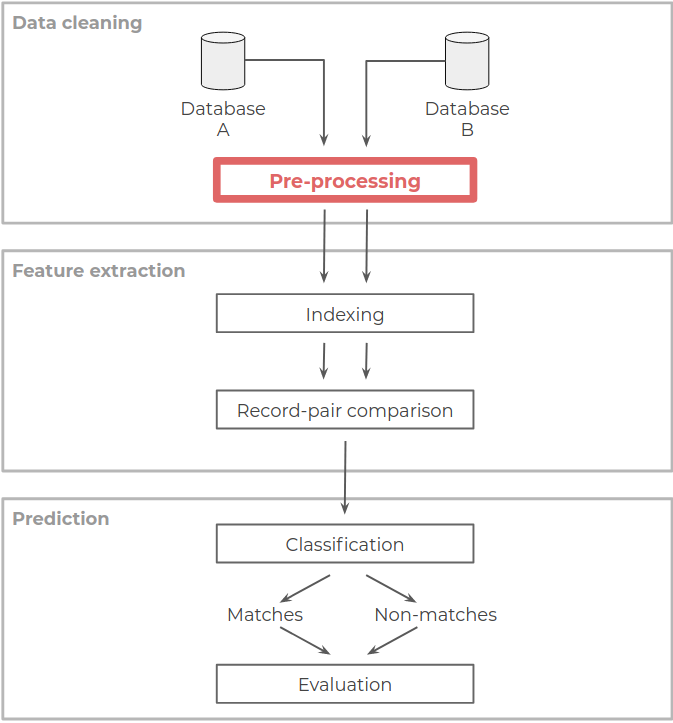 Data cleaning
Database
A
Database
B
Pre-processing
Feature extraction
Indexing
Record-pair comparison
Prediction
Classification
Matches
Non-matches
Evaluation